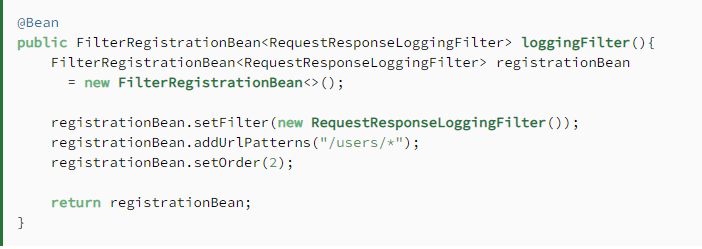 @Bean
public FilterRegistrationBean<RequestResponseLoggingFilter> loggingFilter(){
    FilterRegistrationBean<RequestResponseLoggingFilter> registrationBean
      = new FilterRegistrationBean<>();

    registrationBean.setFilter(new RequestResponseLoggingFilter());
    registrationBean.addUrlPatterns("/users/*");
    registrationBean.setOrder(2);

    return registrationBean;
}